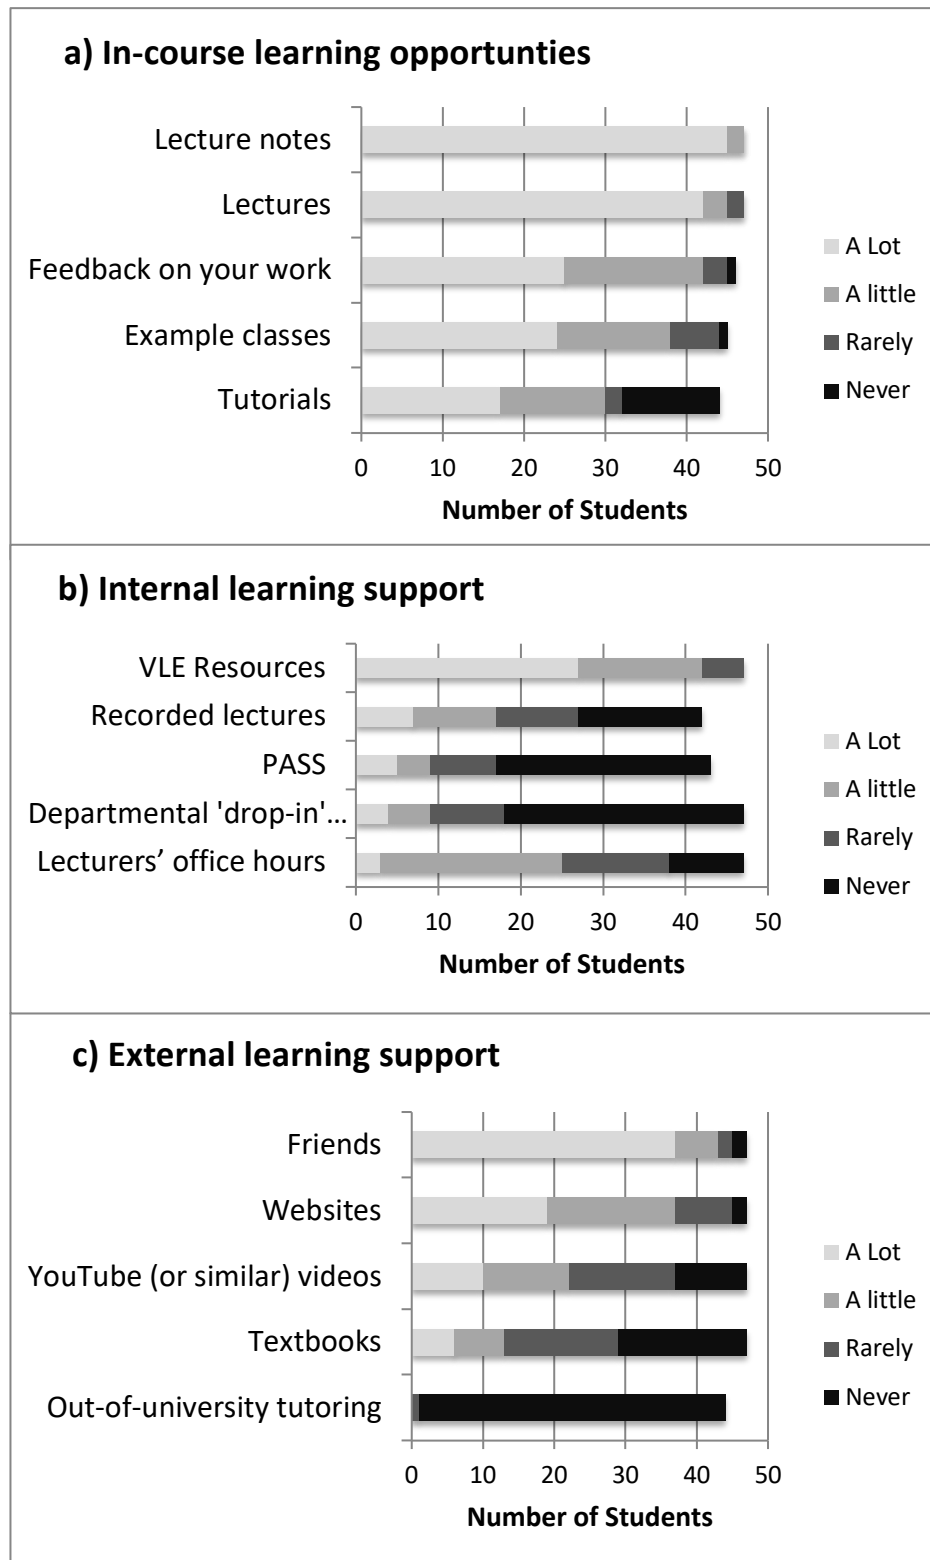 a) In-course learning opportunties
Lecture notes
Lectures
Feedback on your work
Example classes
Tutorials
0 10 20 30 40 50
Number of Students
A Lot
A little
Rarely
Never
b) Internal learning support
VLE Resources
Recorded lectures
PASS
Departmental 'drop-in'...
Lecturers’ office hours
0 10 20 30 40 50
Number of Students
A Lot
A little
Rarely
Never
c) External learning support
Friends
Websites
YouTube (or similar) videos
Textbooks
Out-of-university tutoring
0 10 20 30 40 50
Number of Students
A Lot
A little
Rarely
Never